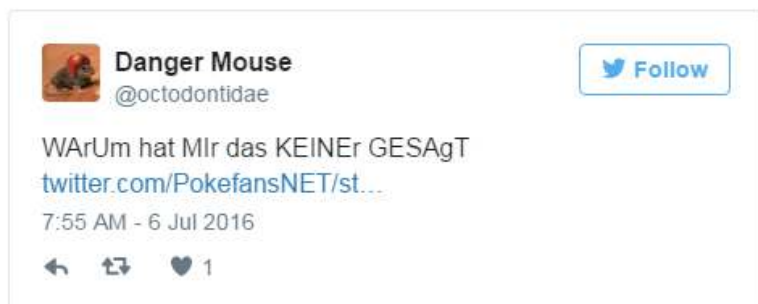 Danger Mouse
Follow
@octodontidae
WArUm hat MIr das KEINEr GESAgT
twitter.com/PokefansNET/st…
7:55 AM - 6 Jul 2016
1